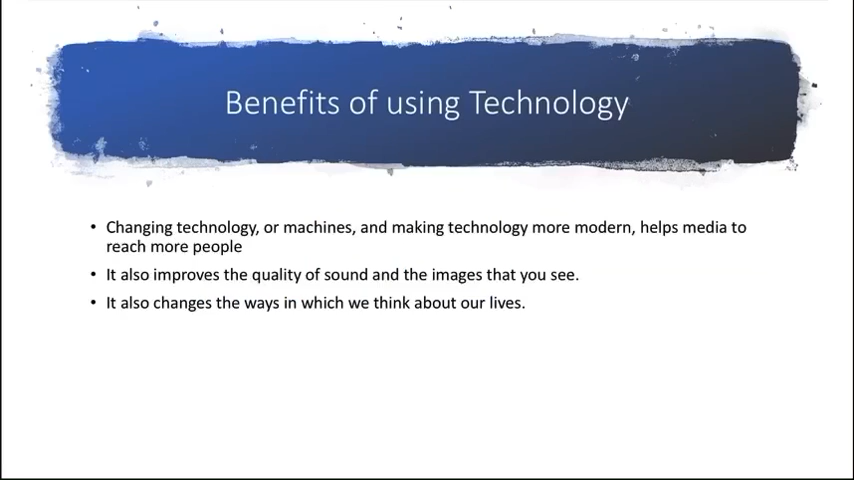 Benefits of using Technology
• Changing technology, or machines, and making technology more modern, helps media to
reach more people
• It also improves the quality of sound and the images that you see.
• It also changes the ways in which we think about our lives.